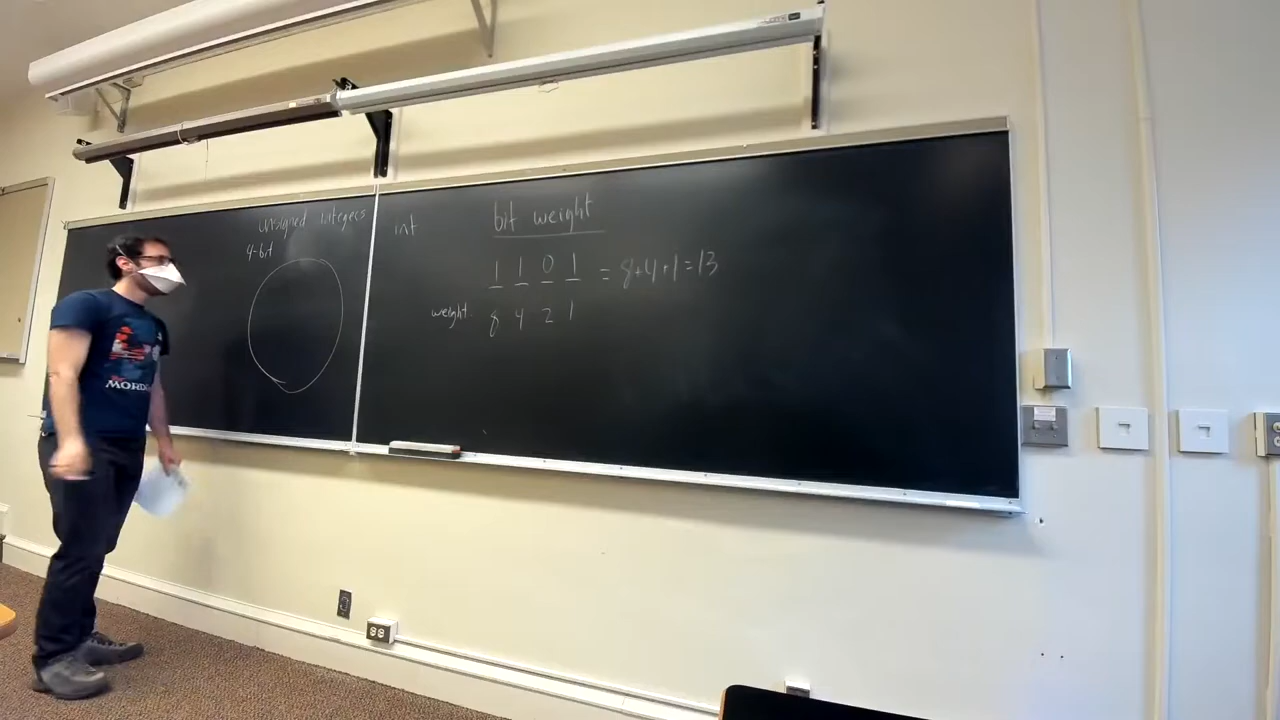 unsigned integers
4-bit
int
bit weight
1 1 0 1 = 8+4+1=13
weight 8 4 2 1
MORDOR